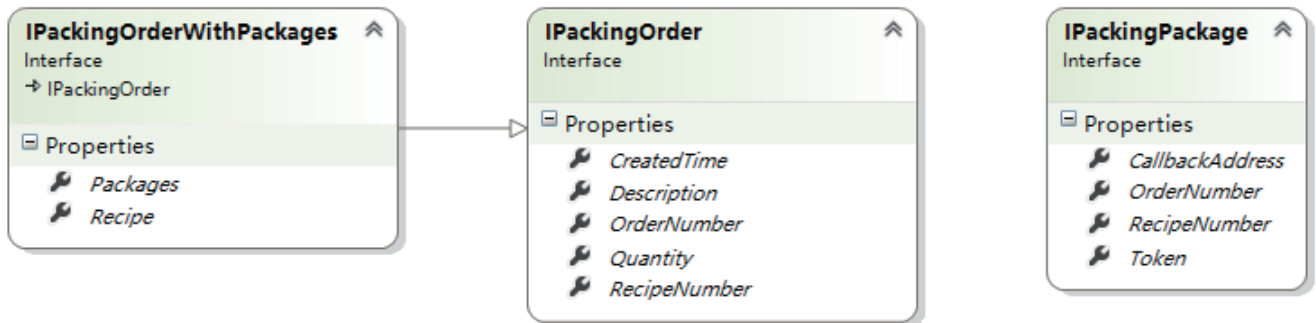 IPackingOrderWithPackages
Interface
IPackingOrder
Properties
Packages
Recipe
IPackingOrder
Interface
Properties
CreatedTime
Description
OrderNumber
Quantity
RecipeNumber
IPackingPackage
Interface
Properties
CallbackAddress
OrderNumber
RecipeNumber
Token